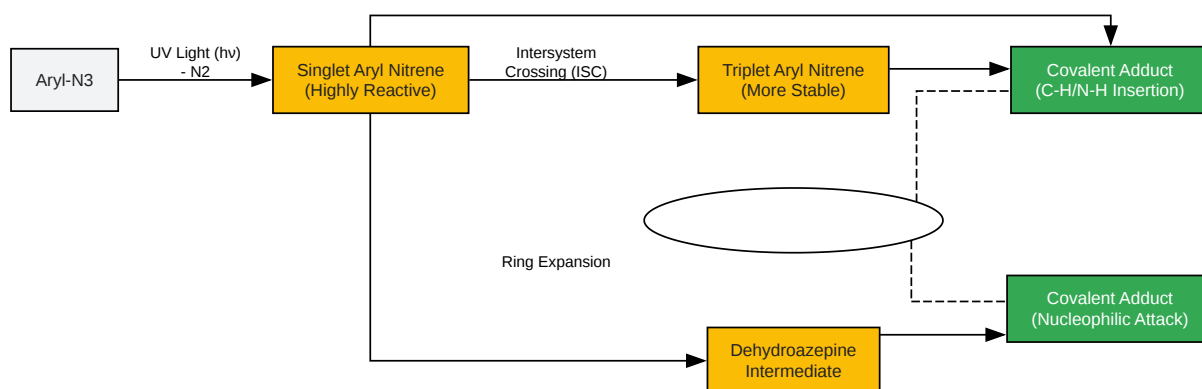 Aryl-N3
UV Light (hν)
- N2
Singlet Aryl Nitrene
(Highly Reactive)
Intersystem
Crossing (ISC)
Triplet Aryl Nitrene
(More Stable)
Covalent Adduct
(C-H/N-H Insertion)
Ring Expansion
Dehydroazepine
Intermediate
Covalent Adduct
(Nucleophilic Attack)